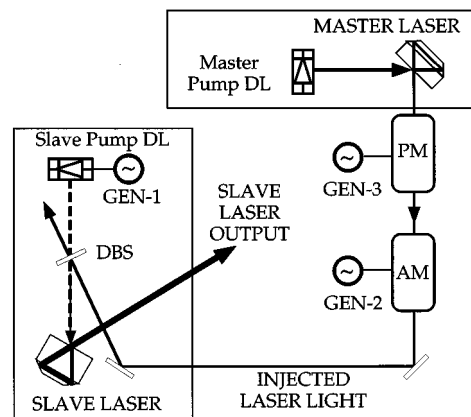 MASTER LASER
Master
Pump DL
Slave Pump DL
~
GEN-1
SLAVE
LASER
OUTPUT
PM
~
GEN-3
DBS
AM
~
GEN-2
SLAVE LASER
INJECTED
LASER LIGHT